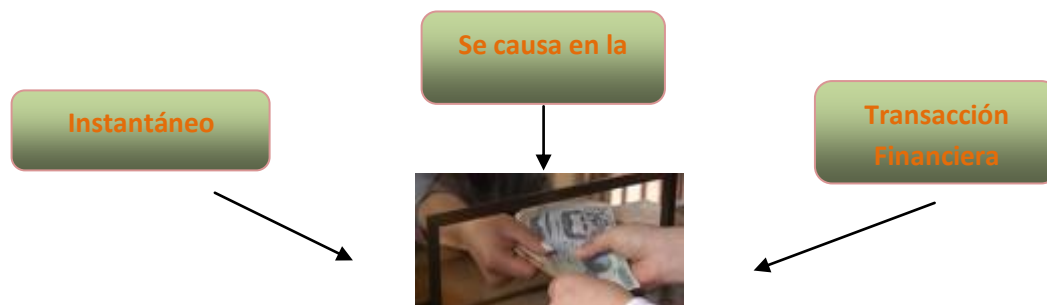 Se causa en la
Instantáneo
Transacción
Financiera